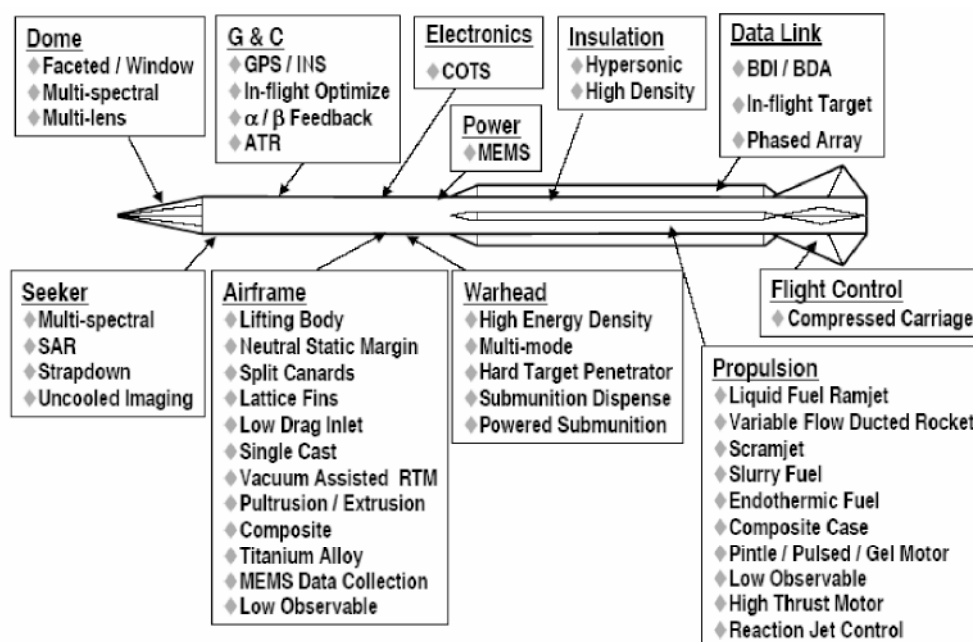 Dome
Faceted / Window
Multi-spectral
Multi-lens
G & C
GPS / INS
In-flight Optimize
α / β Feedback
ATR
Electronics
COTS
Power
MEMS
Insulation
Hypersonic
High Density
Data Link
BDI / BDA
In-flight Target
Phased Array
Seeker
Multi-spectral
SAR
Strapdown
Uncooled Imaging
Airframe
Lifting Body
Neutral Static Margin
Split Canards
Lattice Fins
Low Drag Inlet
Single Cast
Vacuum Assisted RTM
Pultrusion / Extrusion
Composite
Titanium Alloy
MEMS Data Collection
Low Observable
Warhead
High Energy Density
Multi-mode
Hard Target Penetrator
Submunition Dispense
Powered Submunition
Flight Control
Compressed Carriage
Propulsion
Liquid Fuel Ramjet
Variable Flow Ducted Rocket
Scramjet
Slurry Fuel
Endothermic Fuel
Composite Case
Pintle / Pulsed / Gel Motor
Low Observable
High Thrust Motor
Reaction Jet Control